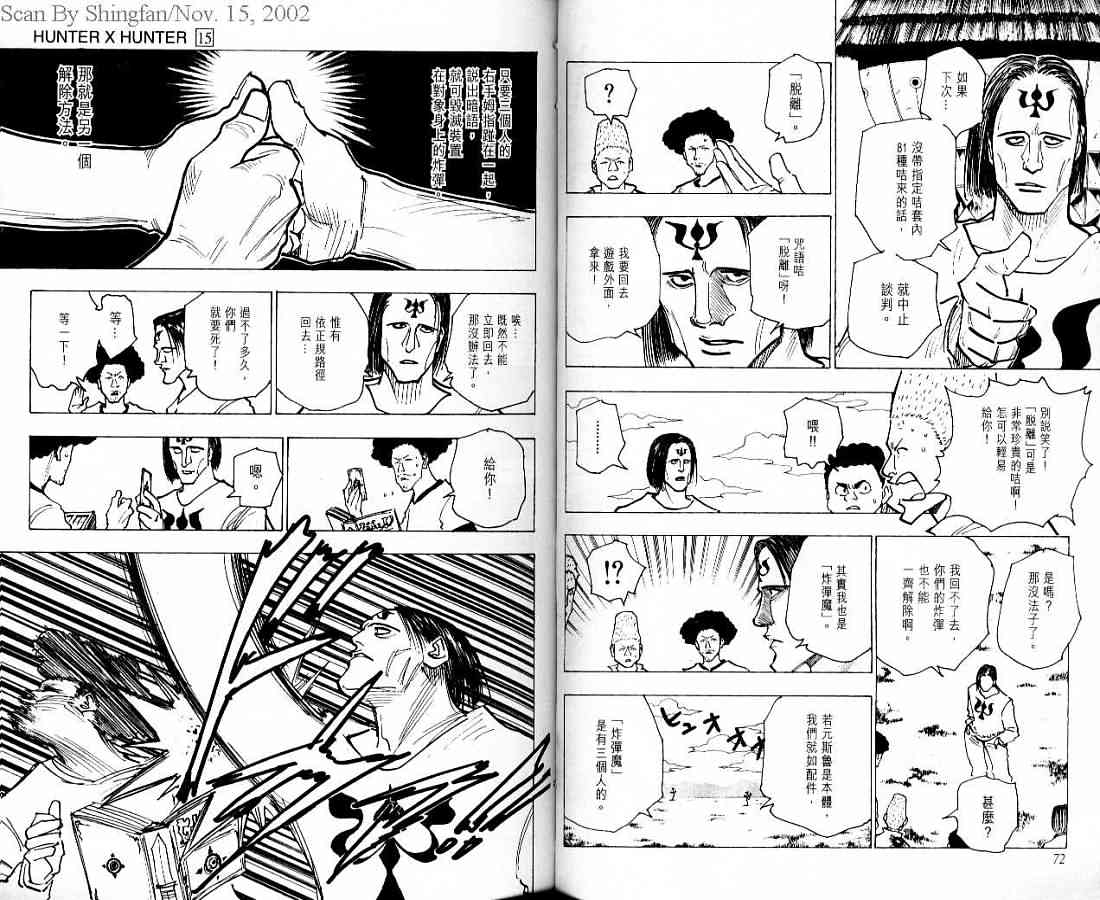 Scan By Shingfan/Nov. 15, 2002
HUNTER X HUNTER 15
如果
下次…
沒帶指定咭套內
81種咭來的話，
就中止
談判。
「脫離」。
?
咒語咭
「脫離」呀!
我要回去
遊戲外面，
拿來!
別說笑了!
「脫離」可是
非常珍貴的咭啊!
怎可以輕易
給你!
喂!!
………
是嗎?
那沒法子了。
我回不了去，
你們的炸彈
也不能
一齊解除啊。
甚麼?
其實我也是
「炸彈魔」。
!?
若元斯魯是本體，
我們就如配件，
ヒュオオオ
「炸彈魔」
是有三個人的。
72
只要三個人的
右手姆指踫在一起，
說出暗語，
就可毀滅裝置
在對象身上的炸彈。
那就是另一個
解除方法。
唉…
既然不能
立即回去，
那沒辦法了。
惟有
依正規路徑
回去…
過不了多久，
你們
就要死了!
等…
等一下!
給你!
嗯。